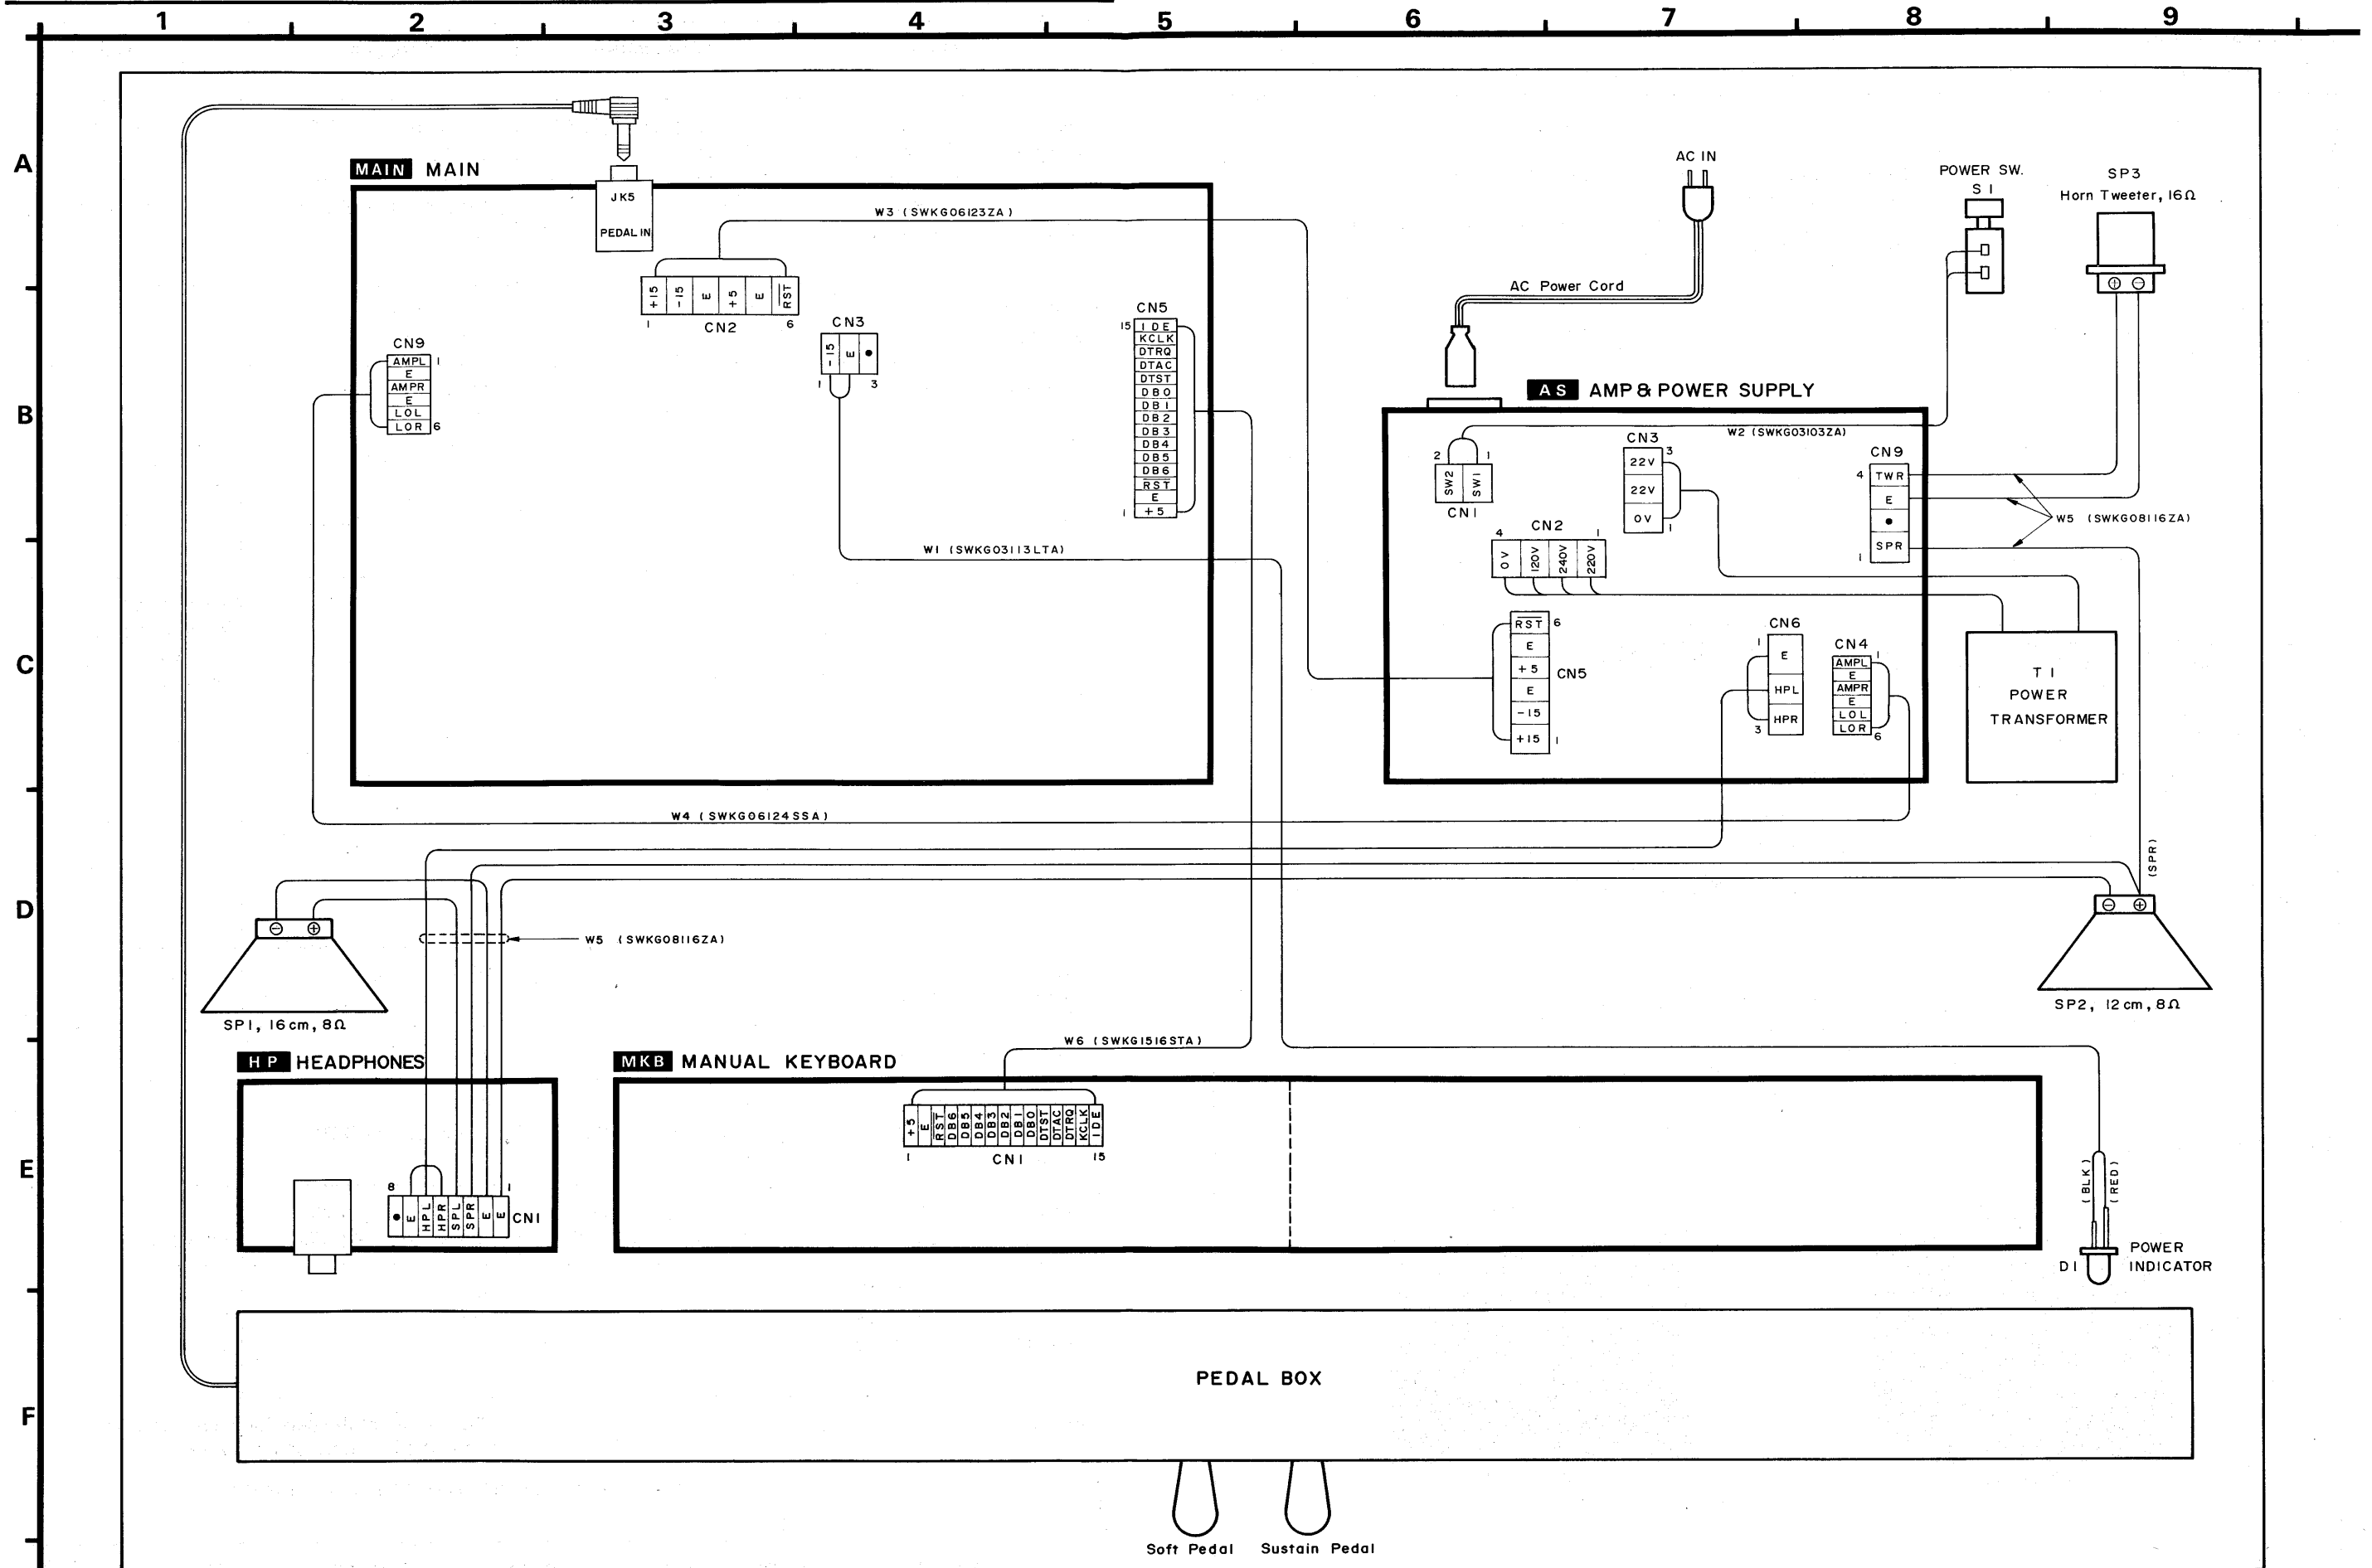 1 2 3 4 5 6 7 8 9
A
B
C
D
E
F
MAIN MAIN
JK5
PEDAL IN
W3 (SWKG06123ZA)
+15 -15 E +5 E RST
1 CN2 6
CN3
-15 E ●
1 3
CN9
AMPL 1
E
AMPR
E
LOL
LOR 6
CN5
15 IDE
KCLK
DTRQ
DTAC
DTST
DB0
DB1
DB2
DB3
DB4
DB5
DB6
RST
E
1 +5
W1 (SWKG03113LTA)
AC IN
AC Power Cord
POWER SW.
S1
SP3
Horn Tweeter, 16Ω
⊕ ⊖
AS AMP & POWER SUPPLY
W2 (SWKG03103ZA)
2 1
SW2 SW1
CN1
CN3
22V 3
22V
0V 1
CN9
4 TWR
E
●
1 SPR
W5 (SWKG08116ZA)
CN2
4 1
0V 120V 240V 220V
RST 6
E
+5
E
-15
+15 1
CN5
CN6
1 E
HPL
3 HPR
CN4
AMPL 1
E
AMPR
E
LOL
LOR 6
T1
POWER
TRANSFORMER
W4 (SWKG06124SSA)
(SPR)
⊖ ⊕
SP1, 16cm, 8Ω
W5 (SWKG08116ZA)
⊖ ⊕
SP2, 12cm, 8Ω
W6 (SWKG1516STA)
HP HEADPHONES
8 1
● E HPL HPR SPL SPR E E
CN1
MKB MANUAL KEYBOARD
+5 E RST DB6 DB5 DB4 DB3 DB2 DB1 DB0 DTST DTAC DTRQ KCLK IDE
1 CN1 15
(BLK) (RED)
D1
POWER
INDICATOR
PEDAL BOX
Soft Pedal Sustain Pedal